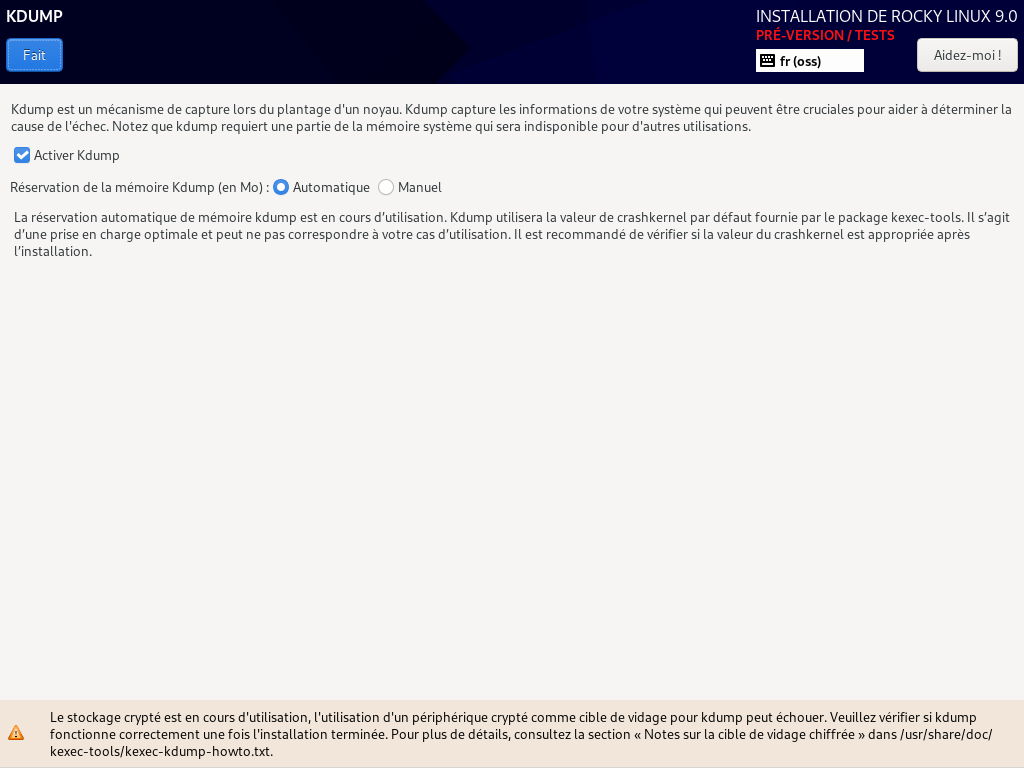 KDUMP
INSTALLATION DE ROCKY LINUX 9.0
PRÉ-VERSION / TESTS
Fait
fr (oss)
Aidez-moi !
Kdump est un mécanisme de capture lors du plantage d'un noyau. Kdump capture les informations de votre système qui peuvent être cruciales pour aider à déterminer la
cause de l'échec. Notez que kdump requiert une partie de la mémoire système qui sera indisponible pour d'autres utilisations.
Activer Kdump
Réservation de la mémoire Kdump (en Mo) : Automatique Manuel
La réservation automatique de mémoire kdump est en cours d’utilisation. Kdump utilisera la valeur de crashkernel par défaut fournie par le package kexec-tools. Il s’agit
d’une prise en charge optimale et peut ne pas correspondre à votre cas d’utilisation. Il est recommandé de vérifier si la valeur du crashkernel est appropriée après
l’installation.
Le stockage crypté est en cours d'utilisation, l'utilisation d'un périphérique crypté comme cible de vidage pour kdump peut échouer. Veuillez vérifier si kdump
fonctionne correctement une fois l'installation terminée. Pour plus de détails, consultez la section « Notes sur la cible de vidage chiffrée » dans /usr/share/doc/
kexec-tools/kexec-kdump-howto.txt.